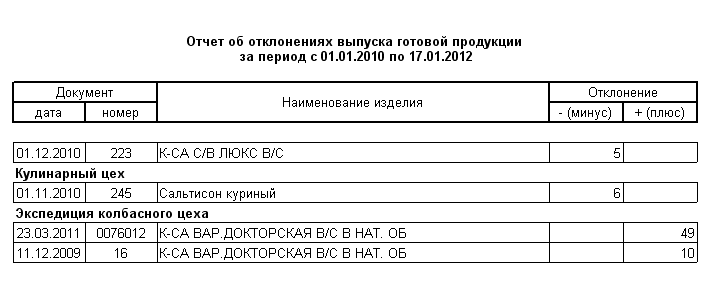 Отчет об отклонениях выпуска готовой продукции
за период с 01.01.2010 по 17.01.2012
Документ Наименование изделия Отклонение
дата номер - (минус) + (плюс)
01.12.2010 223 К-СА С/В ЛЮКС В/С 5
Кулинарный цех
01.11.2010 245 Сальтисон куриный 6
Экспедиция колбасного цеха
23.03.2011 0076012 К-СА ВАР.ДОКТОРСКАЯ В/С В НАТ. ОБ 49
11.12.2009 16 К-СА ВАР.ДОКТОРСКАЯ В/С В НАТ. ОБ 10